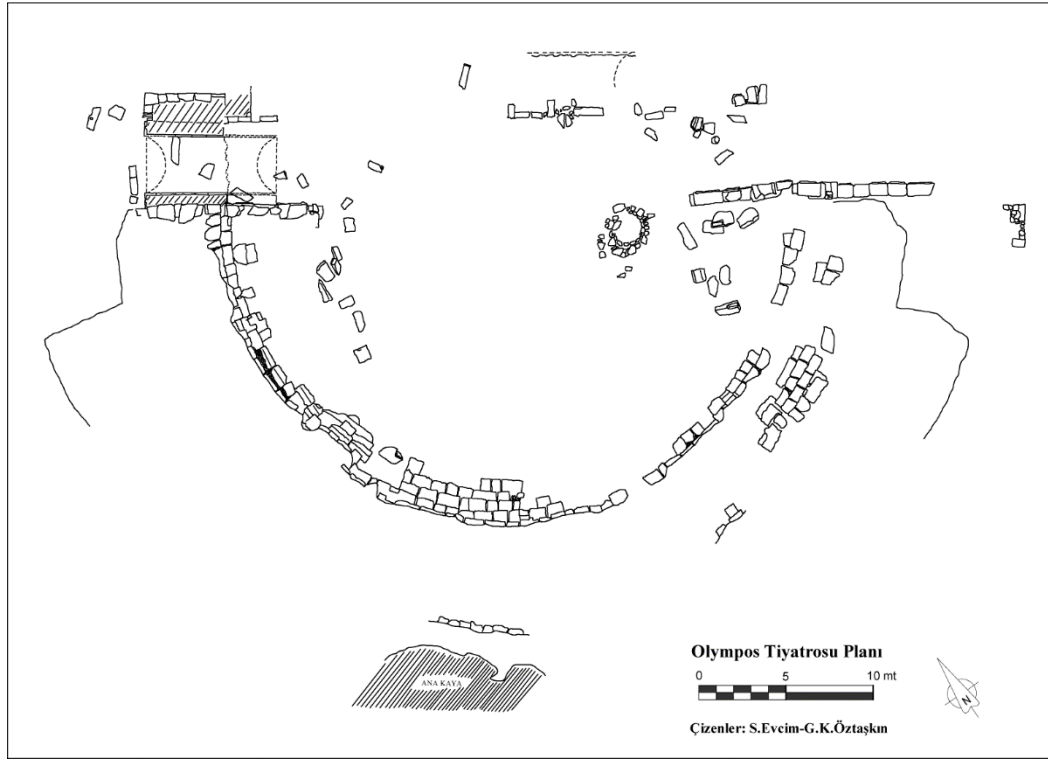 ANA KAYA
Olympos Tiyatrosu Planı
0 5 10 mt
N
Çizenler: S.Evcim-G.K.Öztaşkın